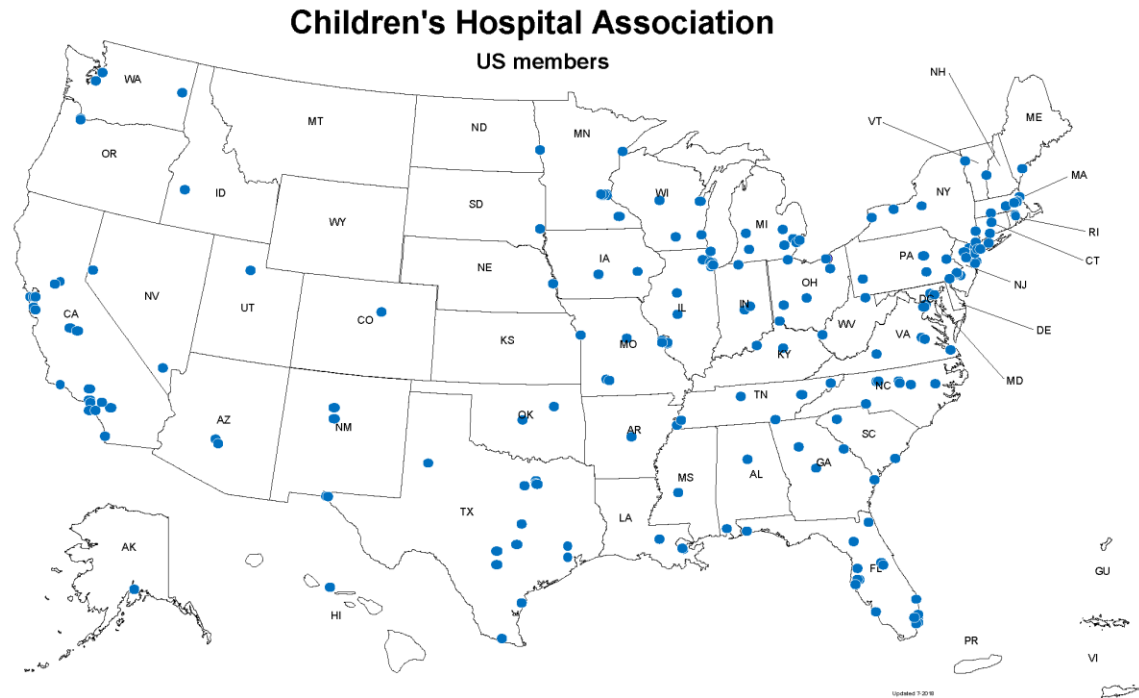 Children's Hospital Association
US members
NH
WA
MT
ND
MN
VT
ME
OR
ID
SD
WI
MI
NY
MA
WY
RI
IA
PA
CT
NE
NV
UT
CO
IL
IN
OH
NJ
DC
CA
KS
MO
WV
VA
DE
KY
MD
AZ
NM
OK
AR
TN
NC
SC
MS
AL
GA
TX
LA
AK
FL
GU
HI
PR
VI
Updated 7-2018